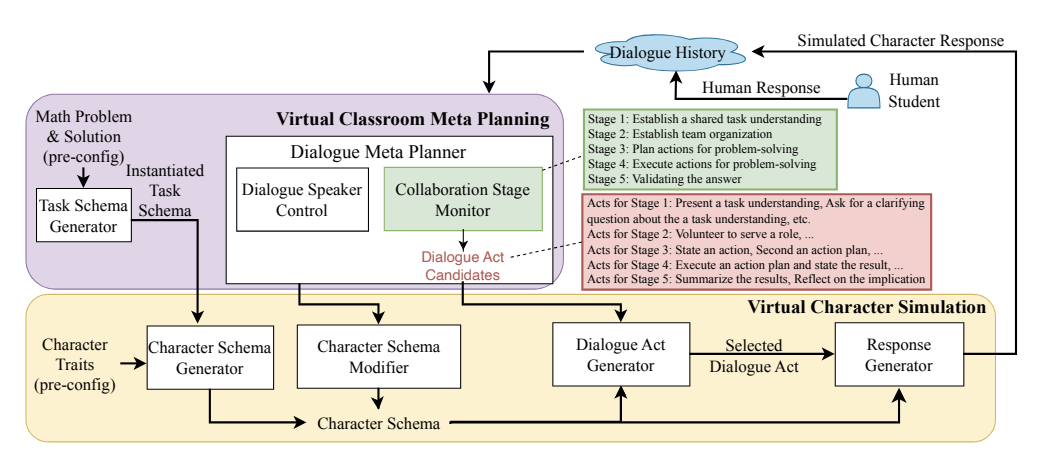 Simulated Character Response
Dialogue History
Human Response
Human
Student
Math Problem
& Solution
(pre-config)
Virtual Classroom Meta Planning
Instantiated
Task
Schema
Task Schema
Generator
Dialogue Meta Planner
Dialogue Speaker
Control
Collaboration Stage
Monitor
Dialogue Act
Candidates
Stage 1: Establish a shared task understanding
Stage 2: Establish team organization
Stage 3: Plan actions for problem-solving
Stage 4: Execute actions for problem-solving
Stage 5: Validating the answer
Acts for Stage 1: Present a task understanding, Ask for a clarifying
question about the a task understanding, etc.
Acts for Stage 2: Volunteer to serve a role, ...
Acts for Stage 3: State an action, Second an action plan, ...
Acts for Stage 4: Execute an action plan and state the result, ...
Acts for Stage 5: Summarize the results, Reflect on the implication
Virtual Character Simulation
Character
Traits
(pre-config)
Character Schema
Generator
Character Schema
Modifier
Character Schema
Dialogue Act
Generator
Selected
Dialogue Act
Response
Generator